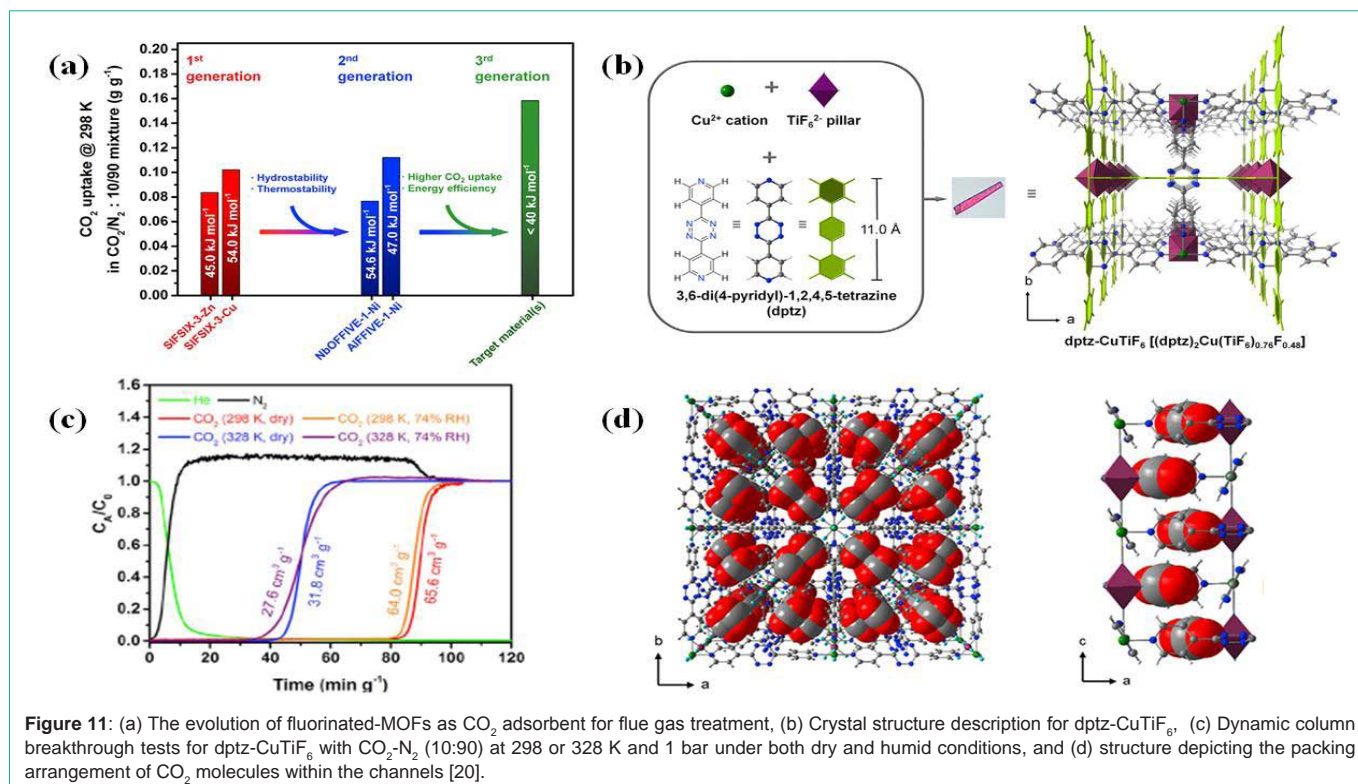 (a)
1st generation
2nd generation
3rd generation
CO2 uptake @ 298 K
in CO2/N2 : 10/90 mixture (g g-1)
0.20
0.18
0.16
0.14
0.12
0.10
0.08
0.06
0.04
0.02
0.00
· Hydrostability
· Thermostability
· Higher CO2 uptake
· Energy efficiency
45.0 kJ mol-1
54.0 kJ mol-1
54.6 kJ mol-1
47.0 kJ mol-1
< 40 kJ mol-1
SIFSIX-3-Zn
SIFSIX-3-Cu
NbOFFIVE-1-Ni
AlFFIVE-1-Ni
Target material(s)
(b)
+
Cu2+ cation
TiF6 2- pillar
+
H H H H
N
N N
N N
N
H H H H
≡ ≡
11.0 Å
3,6-di(4-pyridyl)-1,2,4,5-tetrazine
(dptz)
≡
b
a
dptz-CuTiF6 [(dptz)2Cu(TiF6)0.76F0.48]
(c)
CA/C0
1.6
1.4
1.2
1.0
0.8
0.6
0.4
0.2
0.0
He N2
CO2 (298 K, dry) CO2 (298 K, 74% RH)
CO2 (328 K, dry) CO2 (328 K, 74% RH)
27.6 cm3 g-1
31.8 cm3 g-1
64.0 cm3 g-1
65.6 cm3 g-1
0 20 40 60 80 100 120
Time (min g-1)
(d)
b
a
c
a
Figure 11: (a) The evolution of fluorinated-MOFs as CO2 adsorbent for flue gas treatment, (b) Crystal structure description for dptz-CuTiF6, (c) Dynamic column
breakthrough tests for dptz-CuTiF6 with CO2-N2 (10:90) at 298 or 328 K and 1 bar under both dry and humid conditions, and (d) structure depicting the packing
arrangement of CO2 molecules within the channels [20].